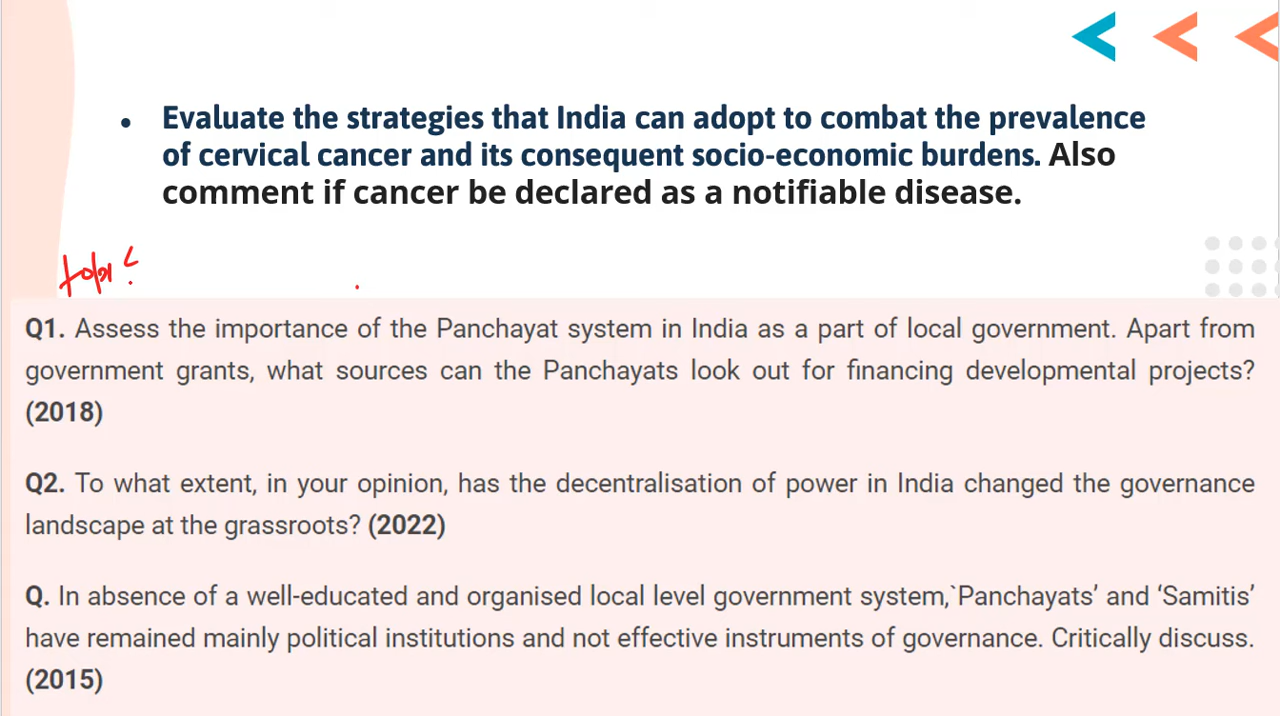 • Evaluate the strategies that India can adopt to combat the prevalence
of cervical cancer and its consequent socio-economic burdens. Also
comment if cancer be declared as a notifiable disease.
Q1. Assess the importance of the Panchayat system in India as a part of local government. Apart from
government grants, what sources can the Panchayats look out for financing developmental projects?
(2018)
Q2. To what extent, in your opinion, has the decentralisation of power in India changed the governance
landscape at the grassroots? (2022)
Q. In absence of a well-educated and organised local level government system,`Panchayats’ and ‘Samitis’
have remained mainly political institutions and not effective instruments of governance. Critically discuss.
(2015)